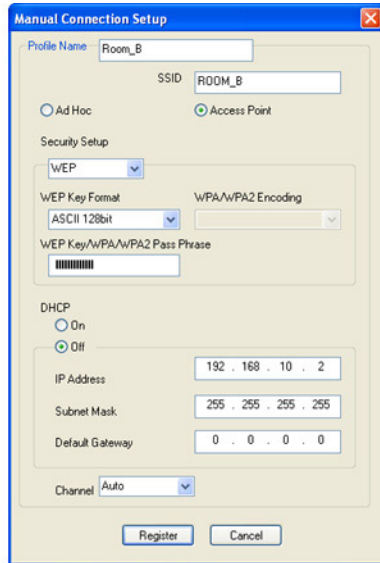 Manual Connection Setup
Profile Name Room_B
SSID ROOM_B
Ad Hoc Access Point
Security Setup
WEP
WEP Key Format WPA/WPA2 Encoding
ASCII 128bit
WEP Key/WPA/WPA2 Pass Phrase
DHCP
On
Off
IP Address 192 . 168 . 10 . 2
Subnet Mask 255 . 255 . 255 . 255
Default Gateway 0 . 0 . 0 . 0
Channel Auto
Register Cancel